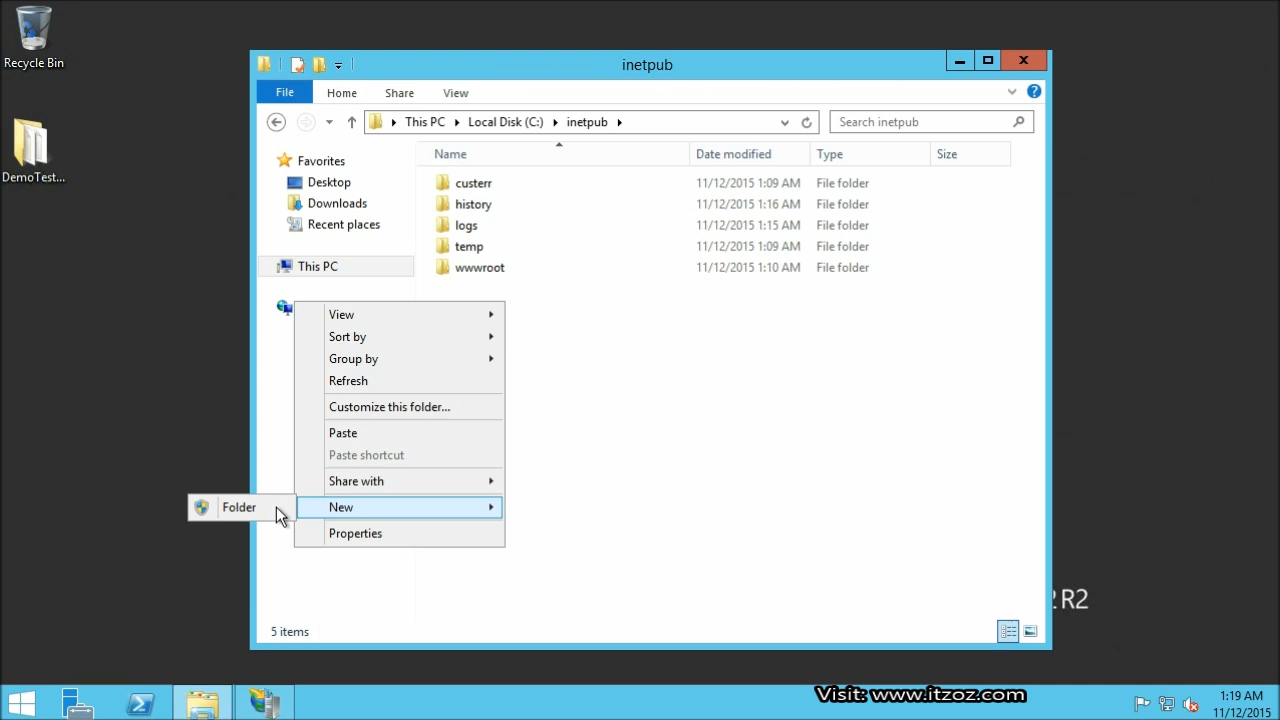 Recycle Bin
DemoTest...
inetpub
File
Home
Share
View
This PC
Local Disk (C:)
inetpub
Search inetpub
Favorites
Desktop
Downloads
Recent places
This PC
Name
Date modified
Type
Size
custerr 11/12/2015 1:09 AM File folder
history 11/12/2015 1:16 AM File folder
logs 11/12/2015 1:15 AM File folder
temp 11/12/2015 1:09 AM File folder
wwwroot 11/12/2015 1:10 AM File folder
View
Sort by
Group by
Refresh
Customize this folder...
Paste
Paste shortcut
Share with
New
Folder
Properties
5 items
R2
Visit: www.itzoz.com
1:19 AM
11/12/2015